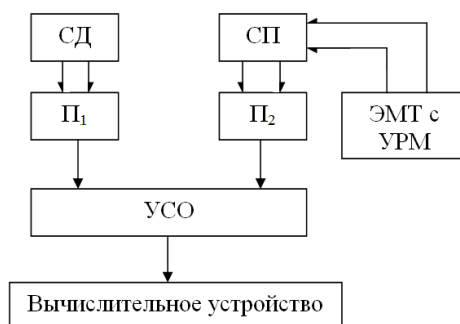 СД
СП
П₁
П₂
ЭМТ с
УРМ
УСО
Вычислительное устройство